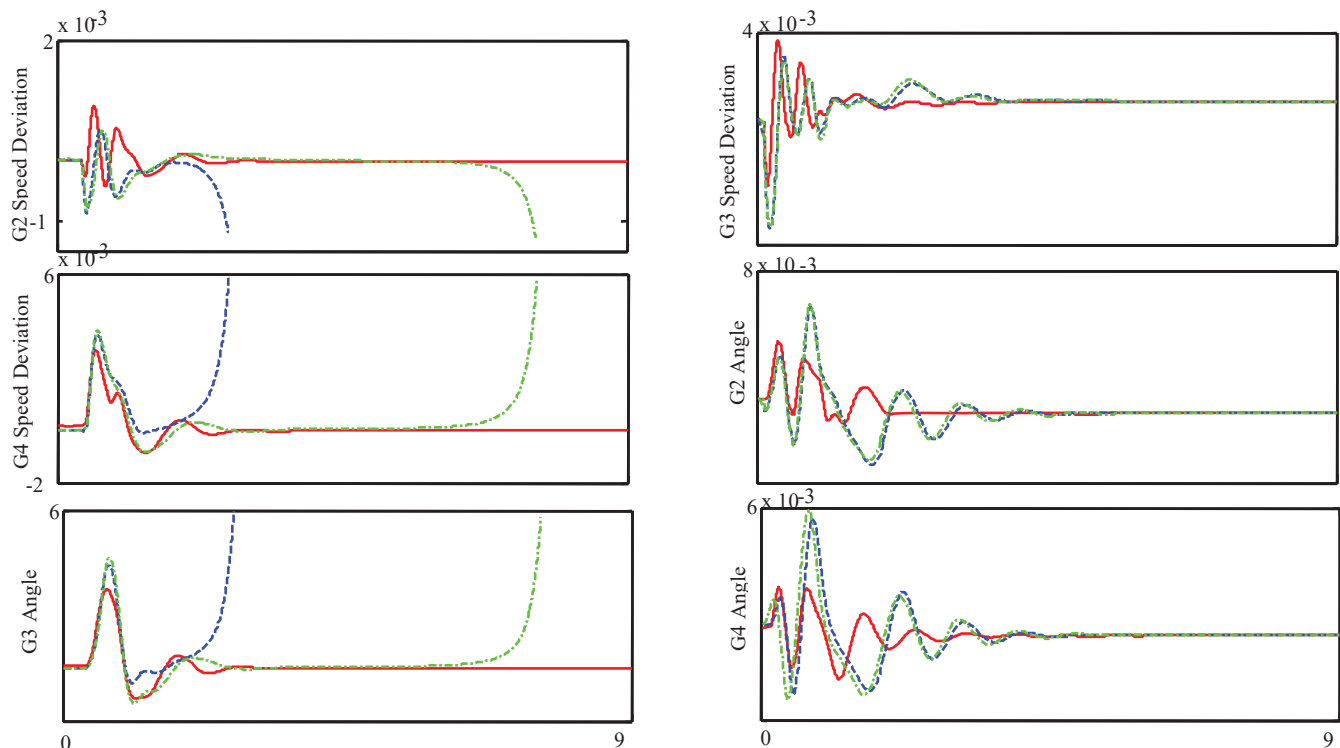 x 10-3
2
G2 Speed Deviation
-1
x 10-3
6
G4 Speed Deviation
-2
6
G3 Angle
0
9
x 10-3
4
G3 Speed Deviation
x 10-3
8
G2 Angle
x 10-3
6
G4 Angle
0
9